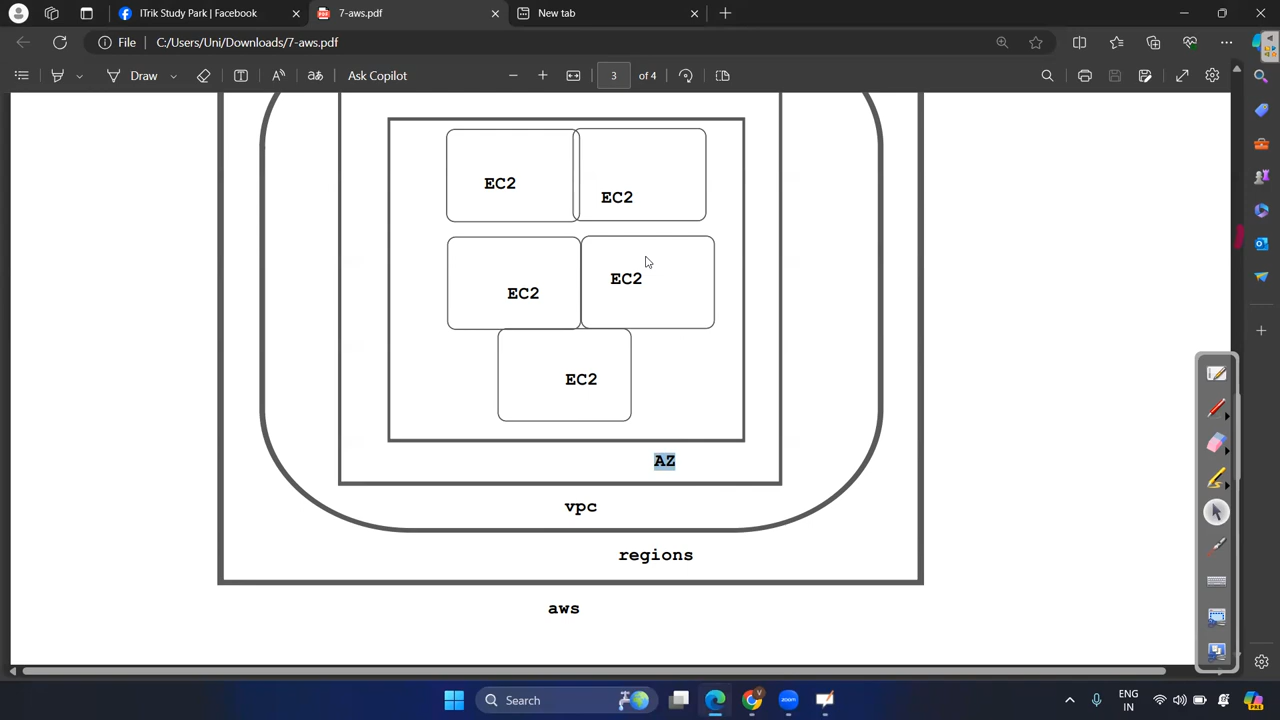 ITrik Study Park | Facebook
7-aws.pdf
New tab
File
C:/Users/Uni/Downloads/7-aws.pdf
Draw
Ask Copilot
3
of 4
EC2
EC2
EC2
EC2
EC2
AZ
vpc
regions
aws
Search
ENG
IN